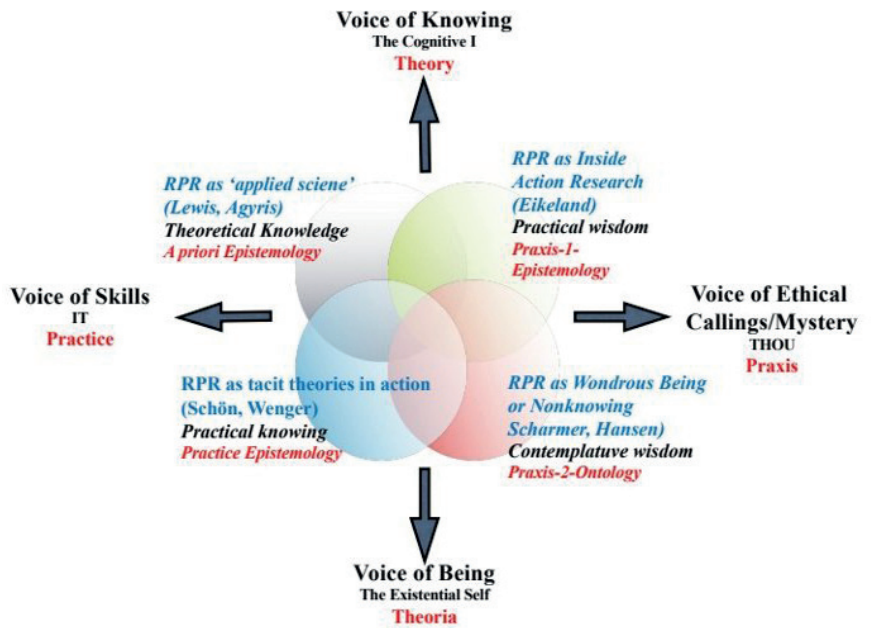 Voice of Knowing
The Cognitive I
Theory
RPR as ‘applied sciene’
(Lewis, Agyris)
Theoretical Knowledge
A priori Epistemology
RPR as Inside
Action Research
(Eikeland)
Practical wisdom
Praxis-1-
Epistemology
Voice of Skills
IT
Practice
Voice of Ethical
Callings/Mystery
THOU
Praxis
RPR as tacit theories in action
(Schön, Wenger)
Practical knowing
Practice Epistemology
RPR as Wondrous Being
or Nonknowing
Scharmer, Hansen)
Contemplatuve wisdom
Praxis-2-Ontology
Voice of Being
The Existential Self
Theoria